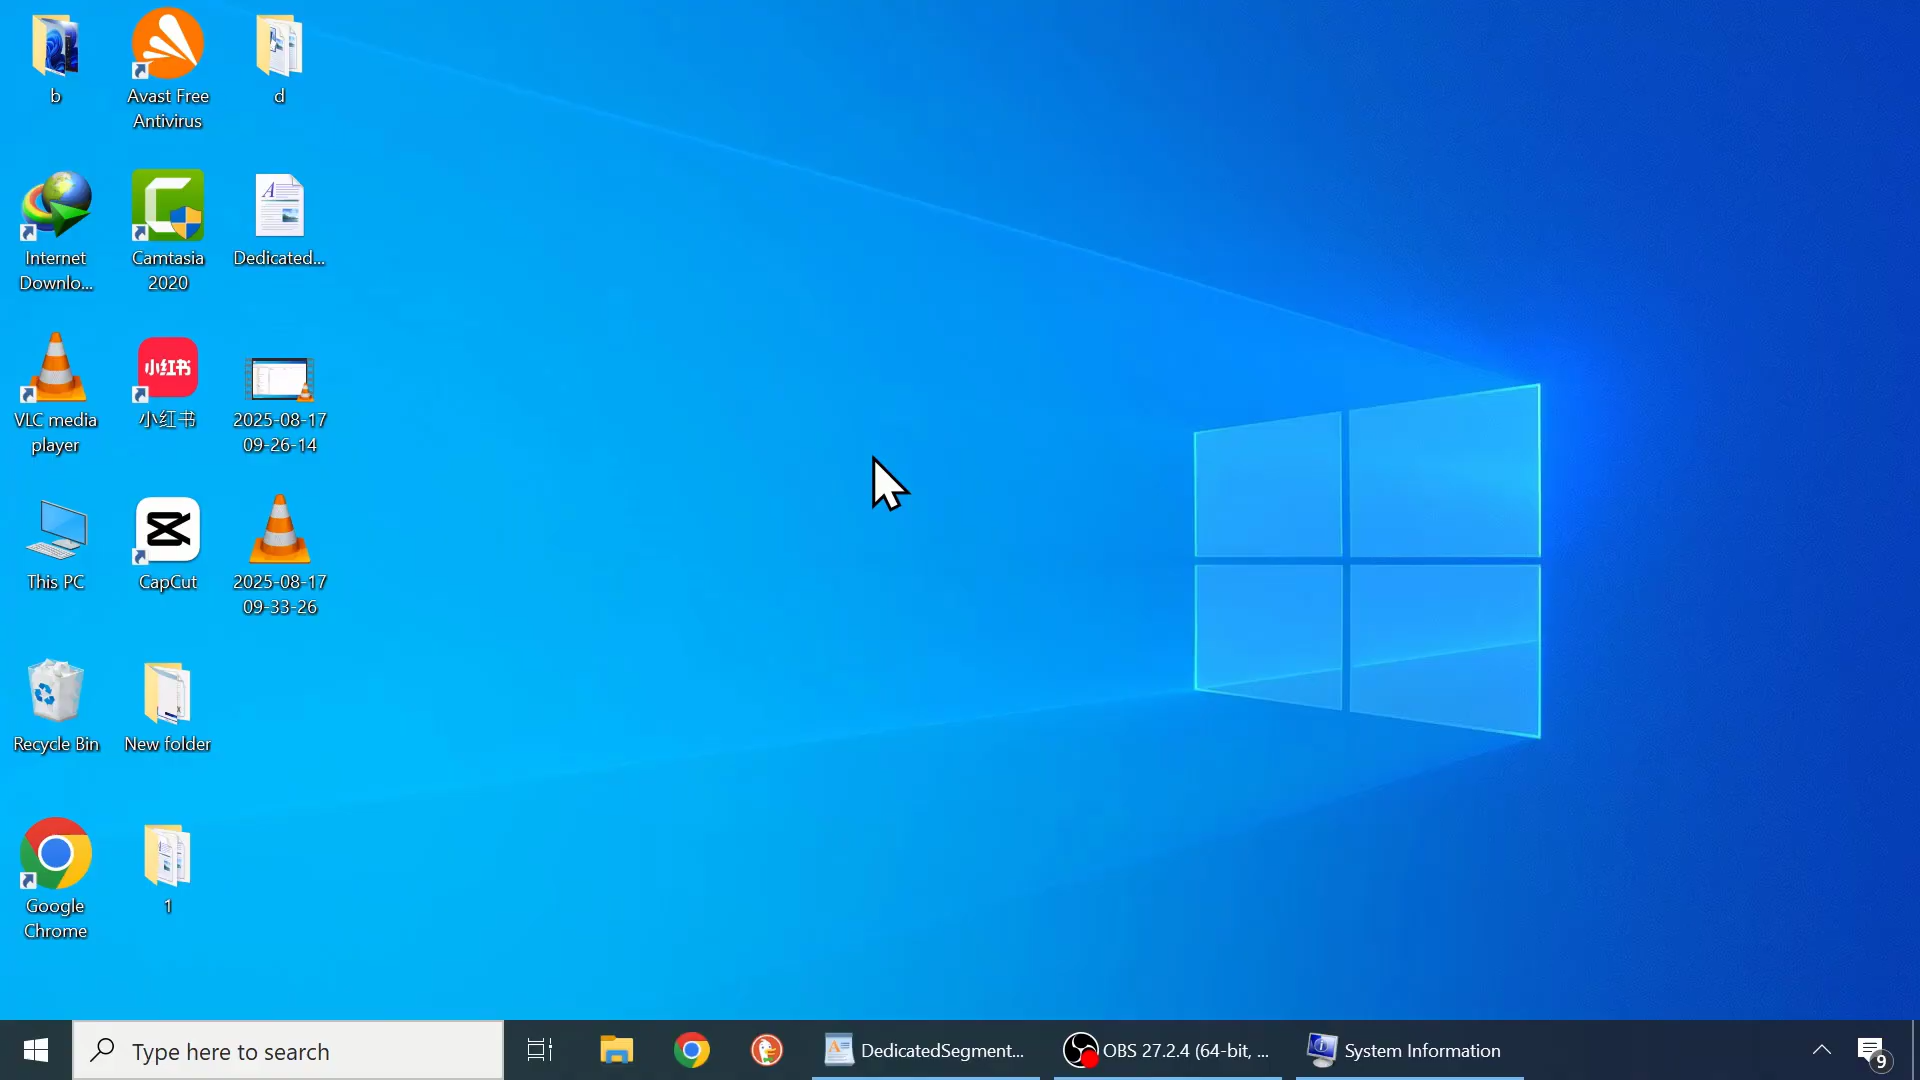 b
Avast Free
Antivirus
d
Internet
Downlo...
Camtasia
2020
Dedicated...
VLC media
player
小红书
小红书
2025-08-17
09-26-14
This PC
CapCut
2025-08-17
09-33-26
Recycle Bin
New folder
Google
Chrome
1
Type here to search
DedicatedSegment...
OBS 27.2.4 (64-bit, ...
System Information
9